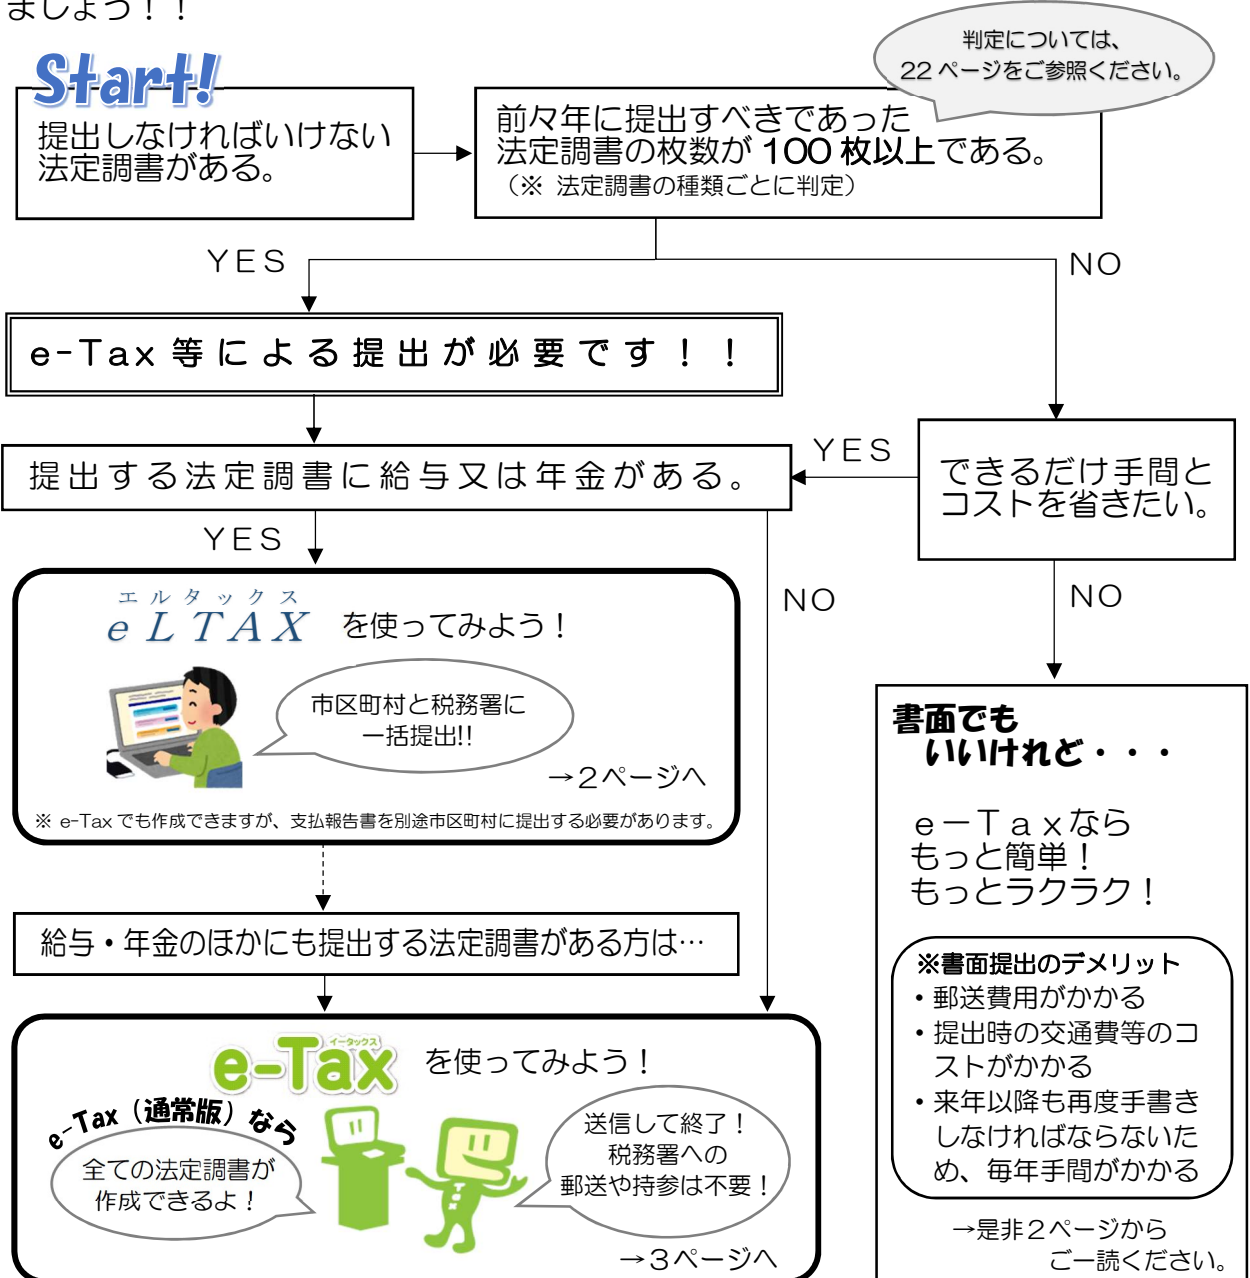 ましょう！！
判定については、
22 ページをご参照ください。
Start!
提出しなければいけない
法定調書がある。
前々年に提出すべきであった
法定調書の枚数が 100 枚以上である。
（※ 法定調書の種類ごとに判定）
YES
NO
e-Tax 等による提出が必要です！！
提出する法定調書に給与又は年金がある。
YES
できるだけ手間と
コストを省きたい。
YES
NO
NO
エルタックス
eLTAX を使ってみよう！
市区町村と税務署に
一括提出!!
→２ページへ
※ e-Tax でも作成できますが、支払報告書を別途市区町村に提出する必要があります。
給与・年金のほかにも提出する法定調書がある方は…
イータックス
e-Tax を使ってみよう！
e-Tax（通常版）なら
全ての法定調書が
作成できるよ！
TAX
送信して終了！
税務署への
郵送や持参は不要！
→３ページへ
書面でも
いいけれど・・・
ｅ－Ｔａｘなら
もっと簡単！
もっとラクラク！
※書面提出のデメリット
・郵送費用がかかる
・提出時の交通費等のコ
ストがかかる
・来年以降も再度手書き
しなければならないた
め、毎年手間がかかる
→是非２ページから
ご一読ください。